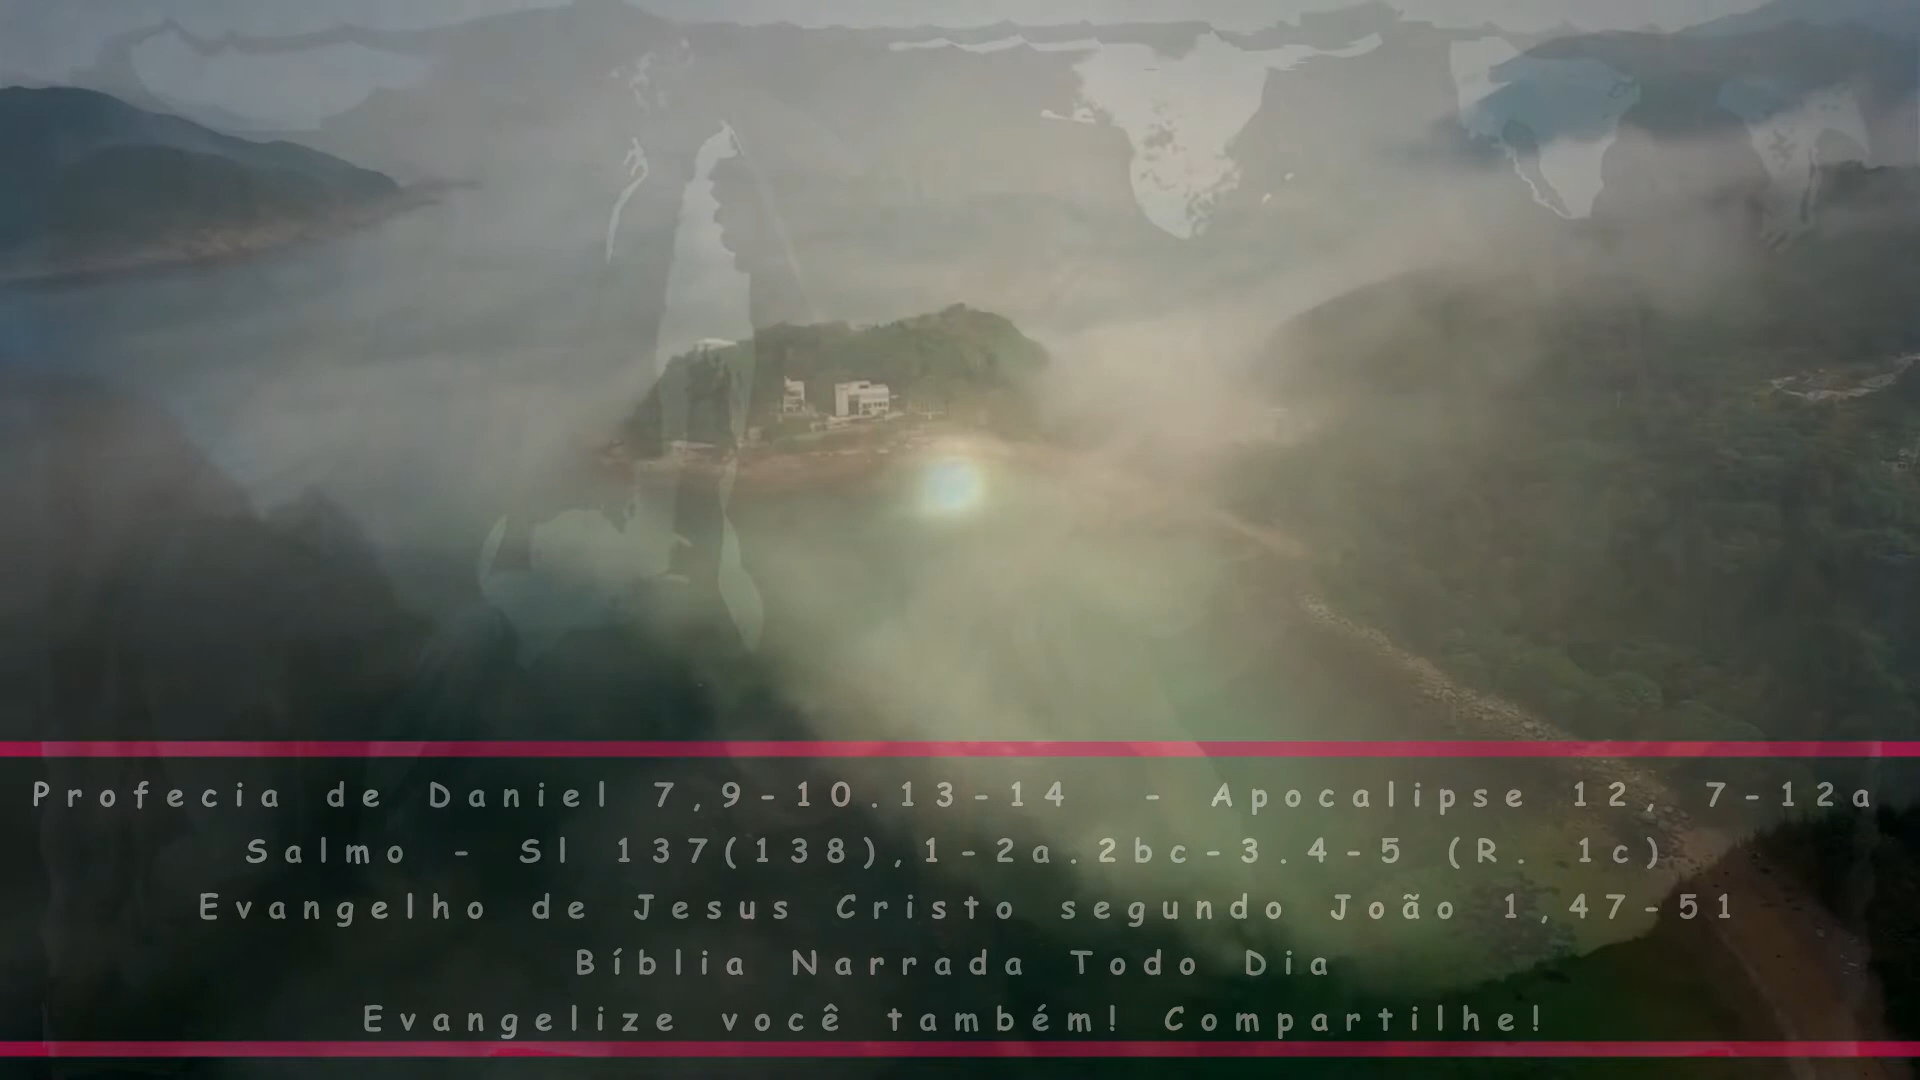 Profecia de Daniel 7,9-10.13-14 - Apocalipse 12, 7-12a
Salmo - Sl 137(138),1-2a.2bc-3.4-5 (R. 1c)
Evangelho de Jesus Cristo segundo João 1,47-51
Bíblia Narrada Todo Dia
Evangelize você também! Compartilhe!